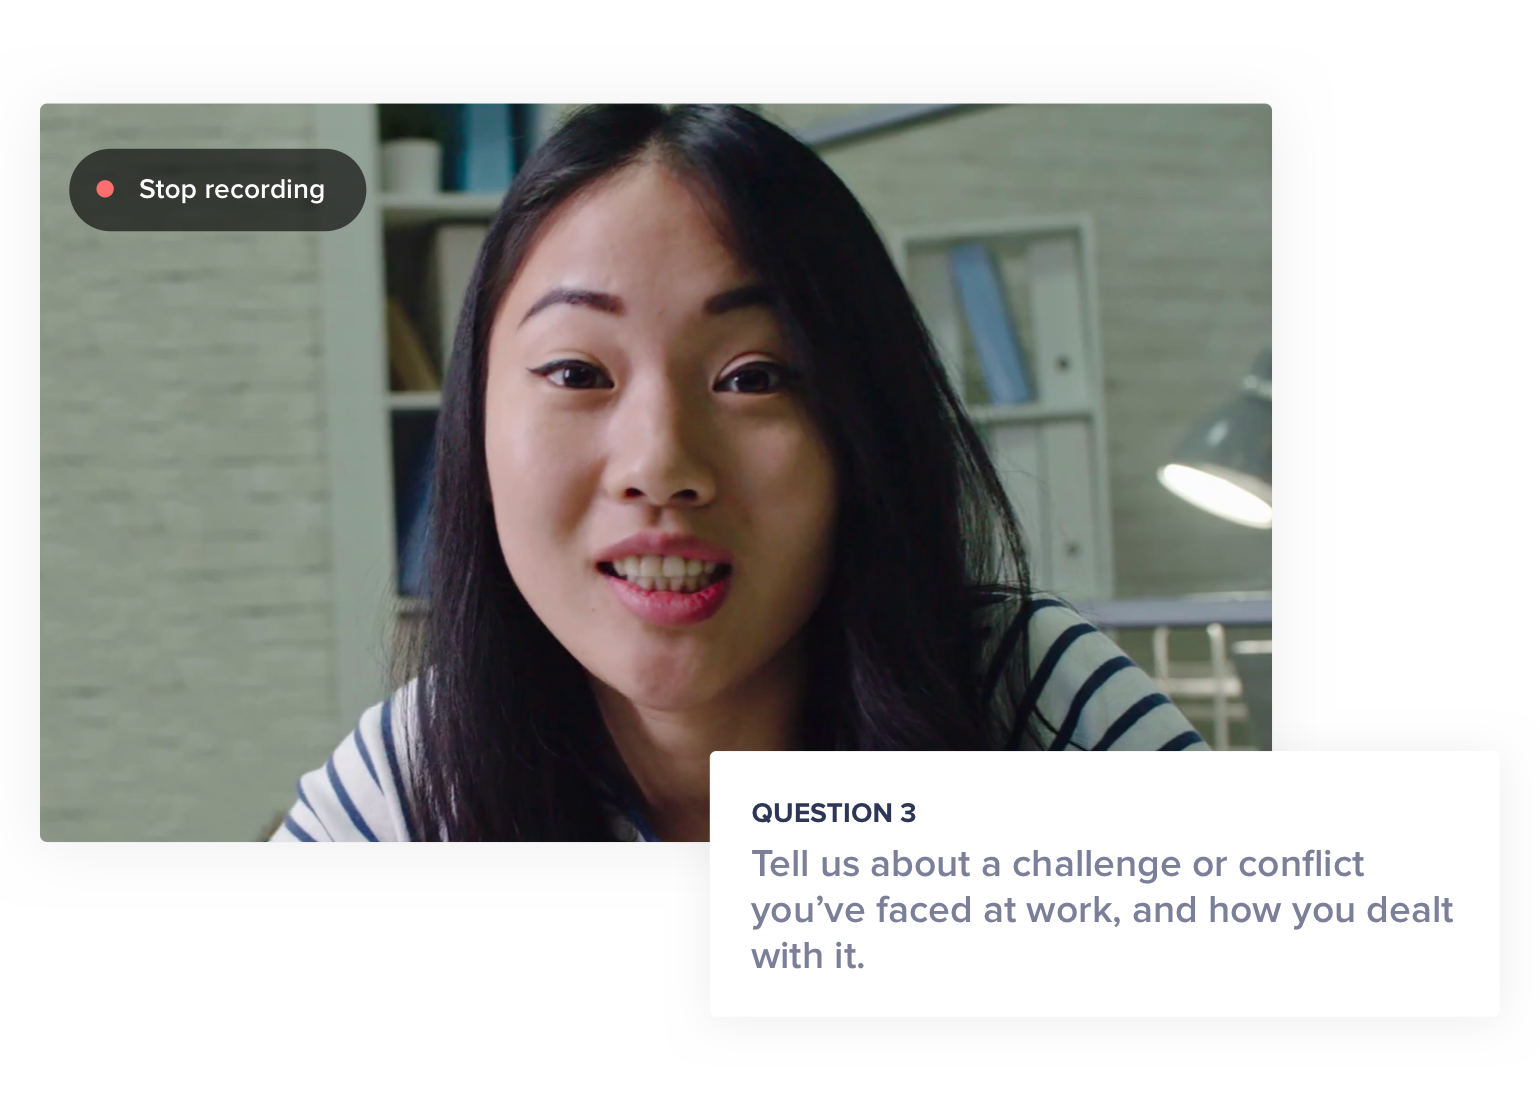 Stop recording
QUESTION 3
Tell us about a challenge or conflict
you’ve faced at work, and how you dealt
with it.